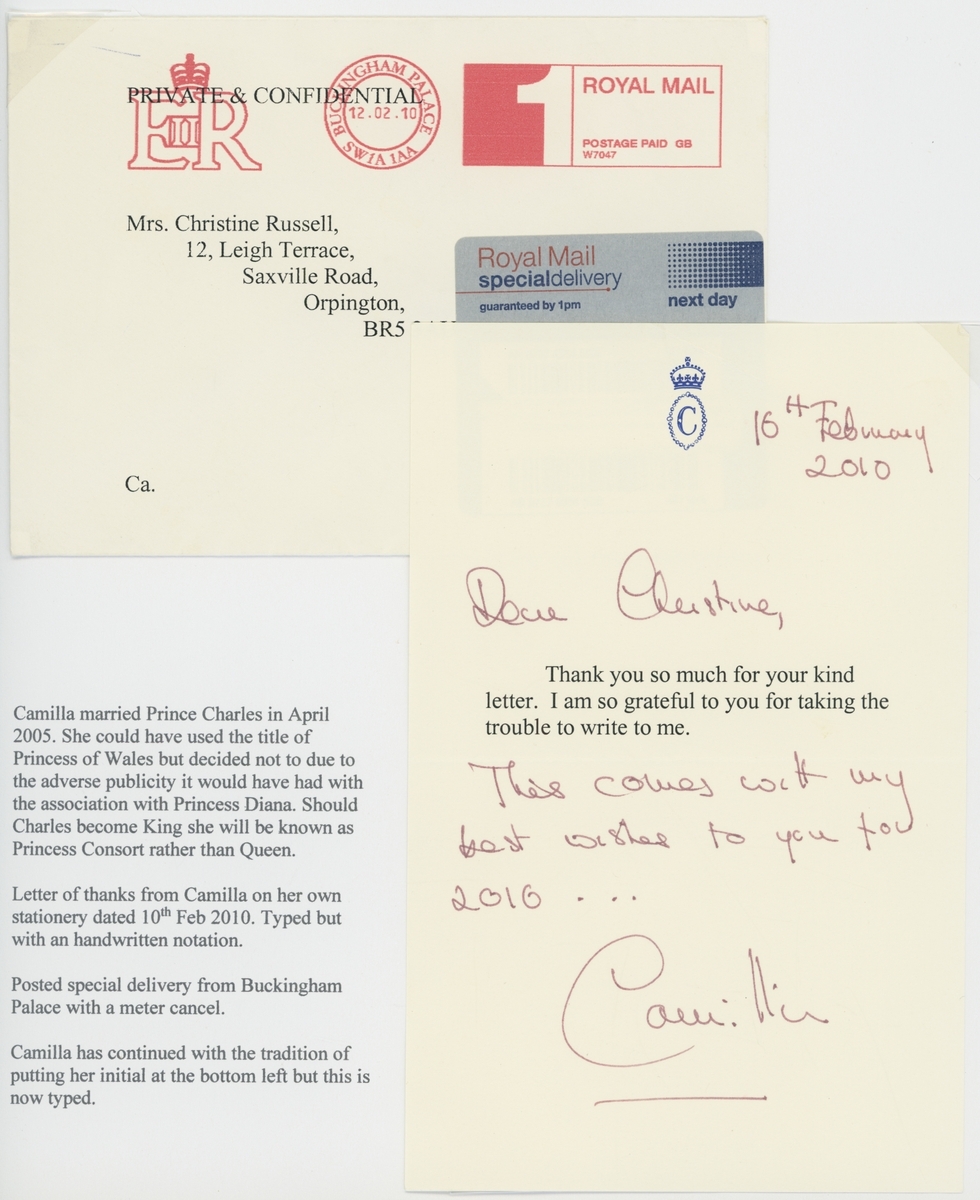 PRIVATE & CONFIDENTIAL
EIIR
BUCKINGHAM PALACE
12.02.10
SW1A 1AA
1
ROYAL MAIL
POSTAGE PAID GB
W7047
Mrs. Christine Russell,
12, Leigh Terrace,
Saxville Road,
Orpington,
BR5
Ca.
Royal Mail
specialdelivery
guaranteed by 1pm
next day
C
10th February
2010
Dear Christine,
Thank you so much for your kind
letter. I am so grateful to you for taking the
trouble to write to me.
This comes with my
best wishes to you for
2010 ...
Camilla
Camilla married Prince Charles in April
2005. She could have used the title of
Princess of Wales but decided not to due to
the adverse publicity it would have had with
the association with Princess Diana. Should
Charles become King she will be known as
Princess Consort rather than Queen.
Letter of thanks from Camilla on her own
stationery dated 10th Feb 2010. Typed but
with an handwritten notation.
Posted special delivery from Buckingham
Palace with a meter cancel.
Camilla has continued with the tradition of
putting her initial at the bottom left but this is
now typed.